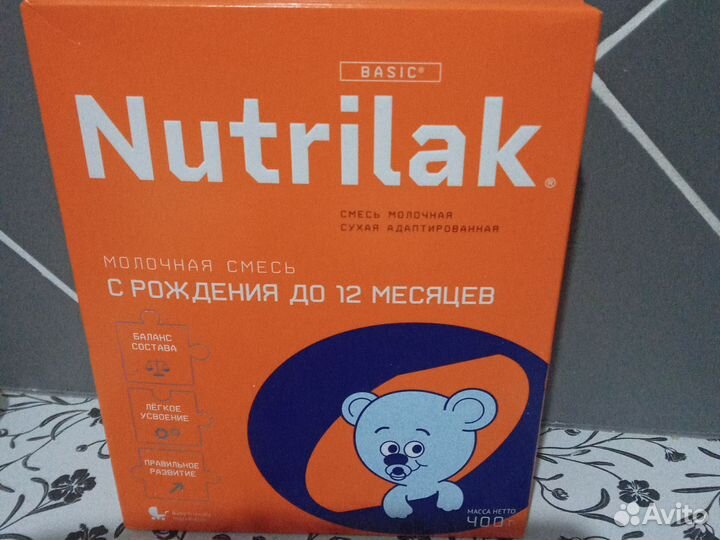 BASIC®
Nutrilak®
СМЕСЬ МОЛОЧНАЯ
СУХАЯ АДАПТИРОВАННАЯ
МОЛОЧНАЯ СМЕСЬ
С РОЖДЕНИЯ ДО 12 МЕСЯЦЕВ
БАЛАНС
СОСТАВА
ЛЁГКОЕ
УСВОЕНИЕ
ПРАВИЛЬНОЕ
РАЗВИТИЕ
МАССА НЕТТО
400 г
Avito